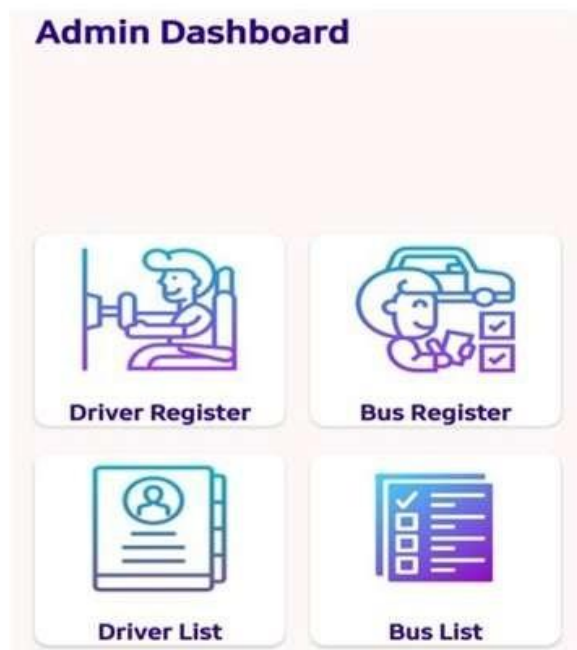 Admin Dashboard
Driver Register
Bus Register
Driver List
Bus List